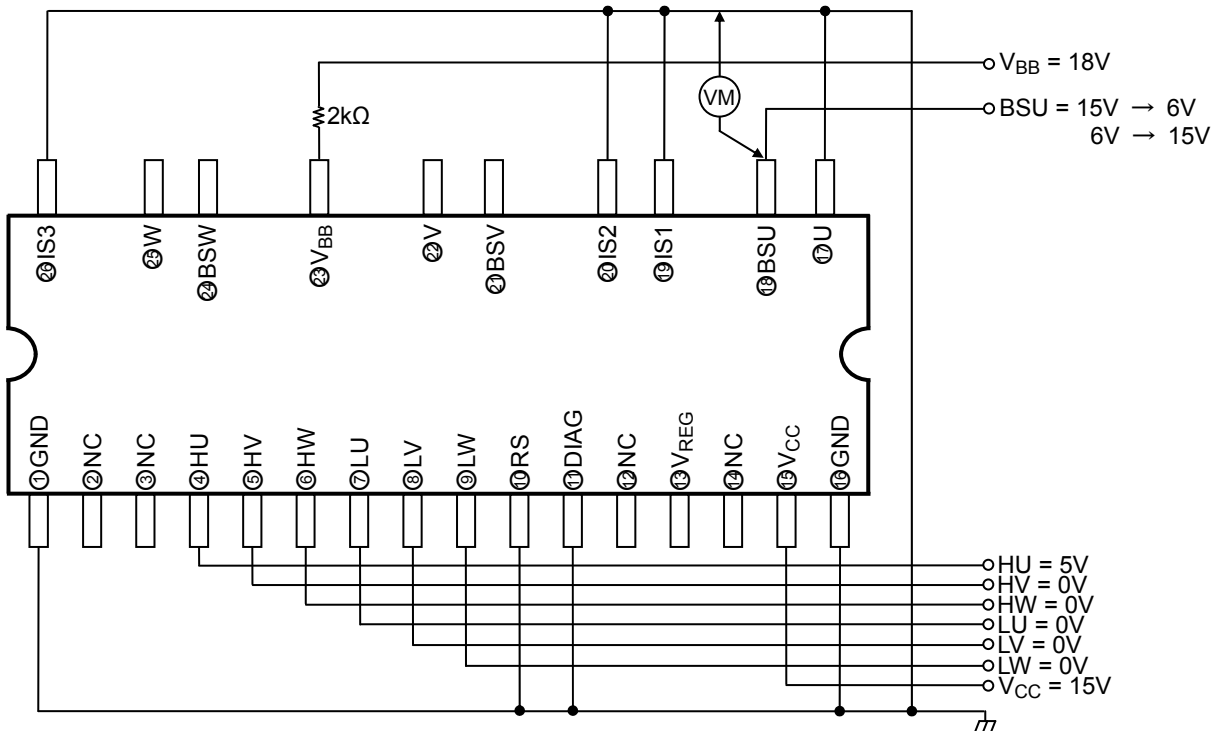 V_BB = 18V
VM
BSU = 15V → 6V
6V → 15V
2kΩ
㉖IS3
㉕W
㉔BSW
㉓V_BB
㉒V
㉑BSV
⑳IS2
⑲IS1
⑱BSU
⑰U
①GND
②NC
③NC
④HU
⑤HV
⑥HW
⑦LU
⑧LV
⑨LW
⑩RS
⑪DIAG
⑫NC
⑬V_REG
⑭NC
⑮V_CC
⑯GND
HU = 5V
HV = 0V
HW = 0V
LU = 0V
LV = 0V
LW = 0V
V_CC = 15V